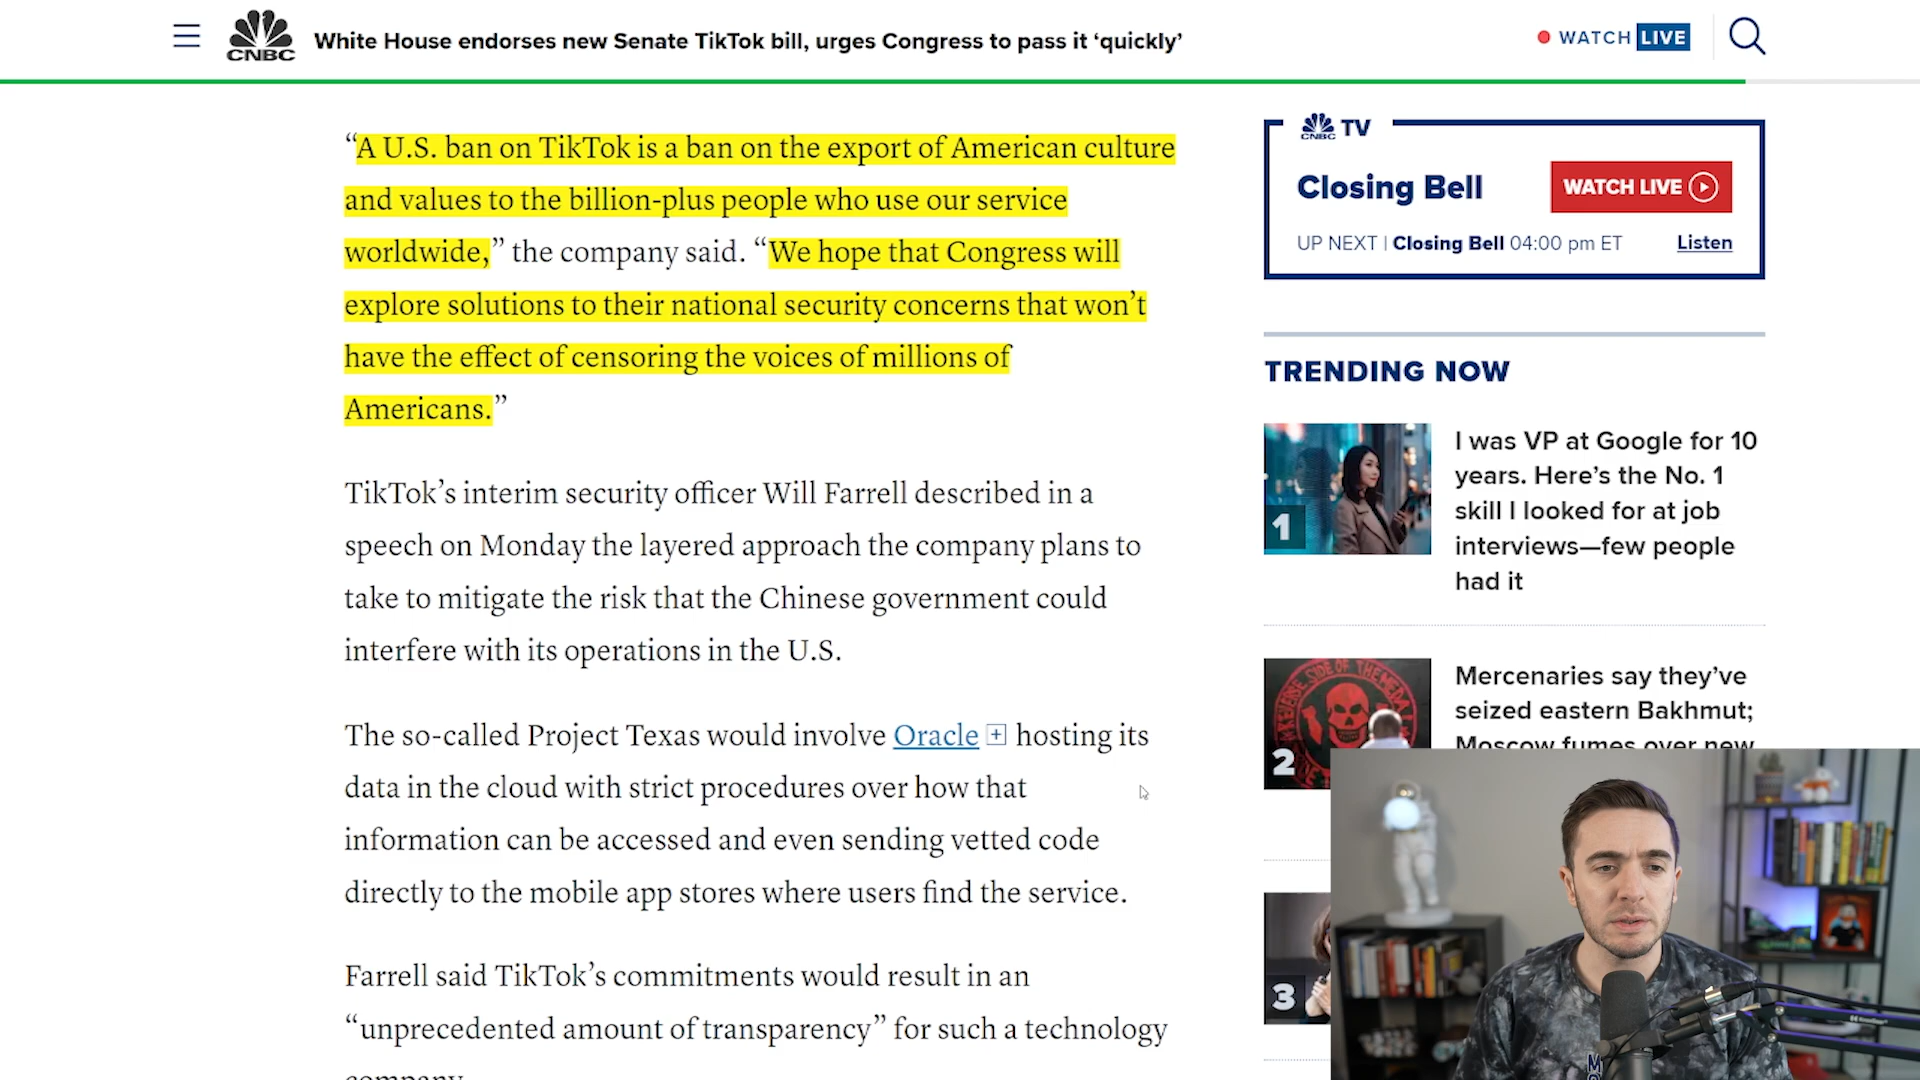 CNBC
White House endorses new Senate TikTok bill, urges Congress to pass it ‘quickly’
WATCH LIVE
“A U.S. ban on TikTok is a ban on the export of American culture
and values to the billion-plus people who use our service
worldwide,” the company said. “We hope that Congress will
explore solutions to their national security concerns that won’t
have the effect of censoring the voices of millions of
Americans.”
TikTok’s interim security officer Will Farrell described in a
speech on Monday the layered approach the company plans to
take to mitigate the risk that the Chinese government could
interfere with its operations in the U.S.
The so-called Project Texas would involve Oracle + hosting its
data in the cloud with strict procedures over how that
information can be accessed and even sending vetted code
directly to the mobile app stores where users find the service.
Farrell said TikTok’s commitments would result in an
“unprecedented amount of transparency” for such a technology
company.
CNBC TV
Closing Bell
WATCH LIVE
UP NEXT | Closing Bell 04:00 pm ET
Listen
TRENDING NOW
1
I was VP at Google for 10
years. Here’s the No. 1
skill I looked for at job
interviews—few people
had it
2
Mercenaries say they’ve
seized eastern Bakhmut;
Moscow fumes over new
3